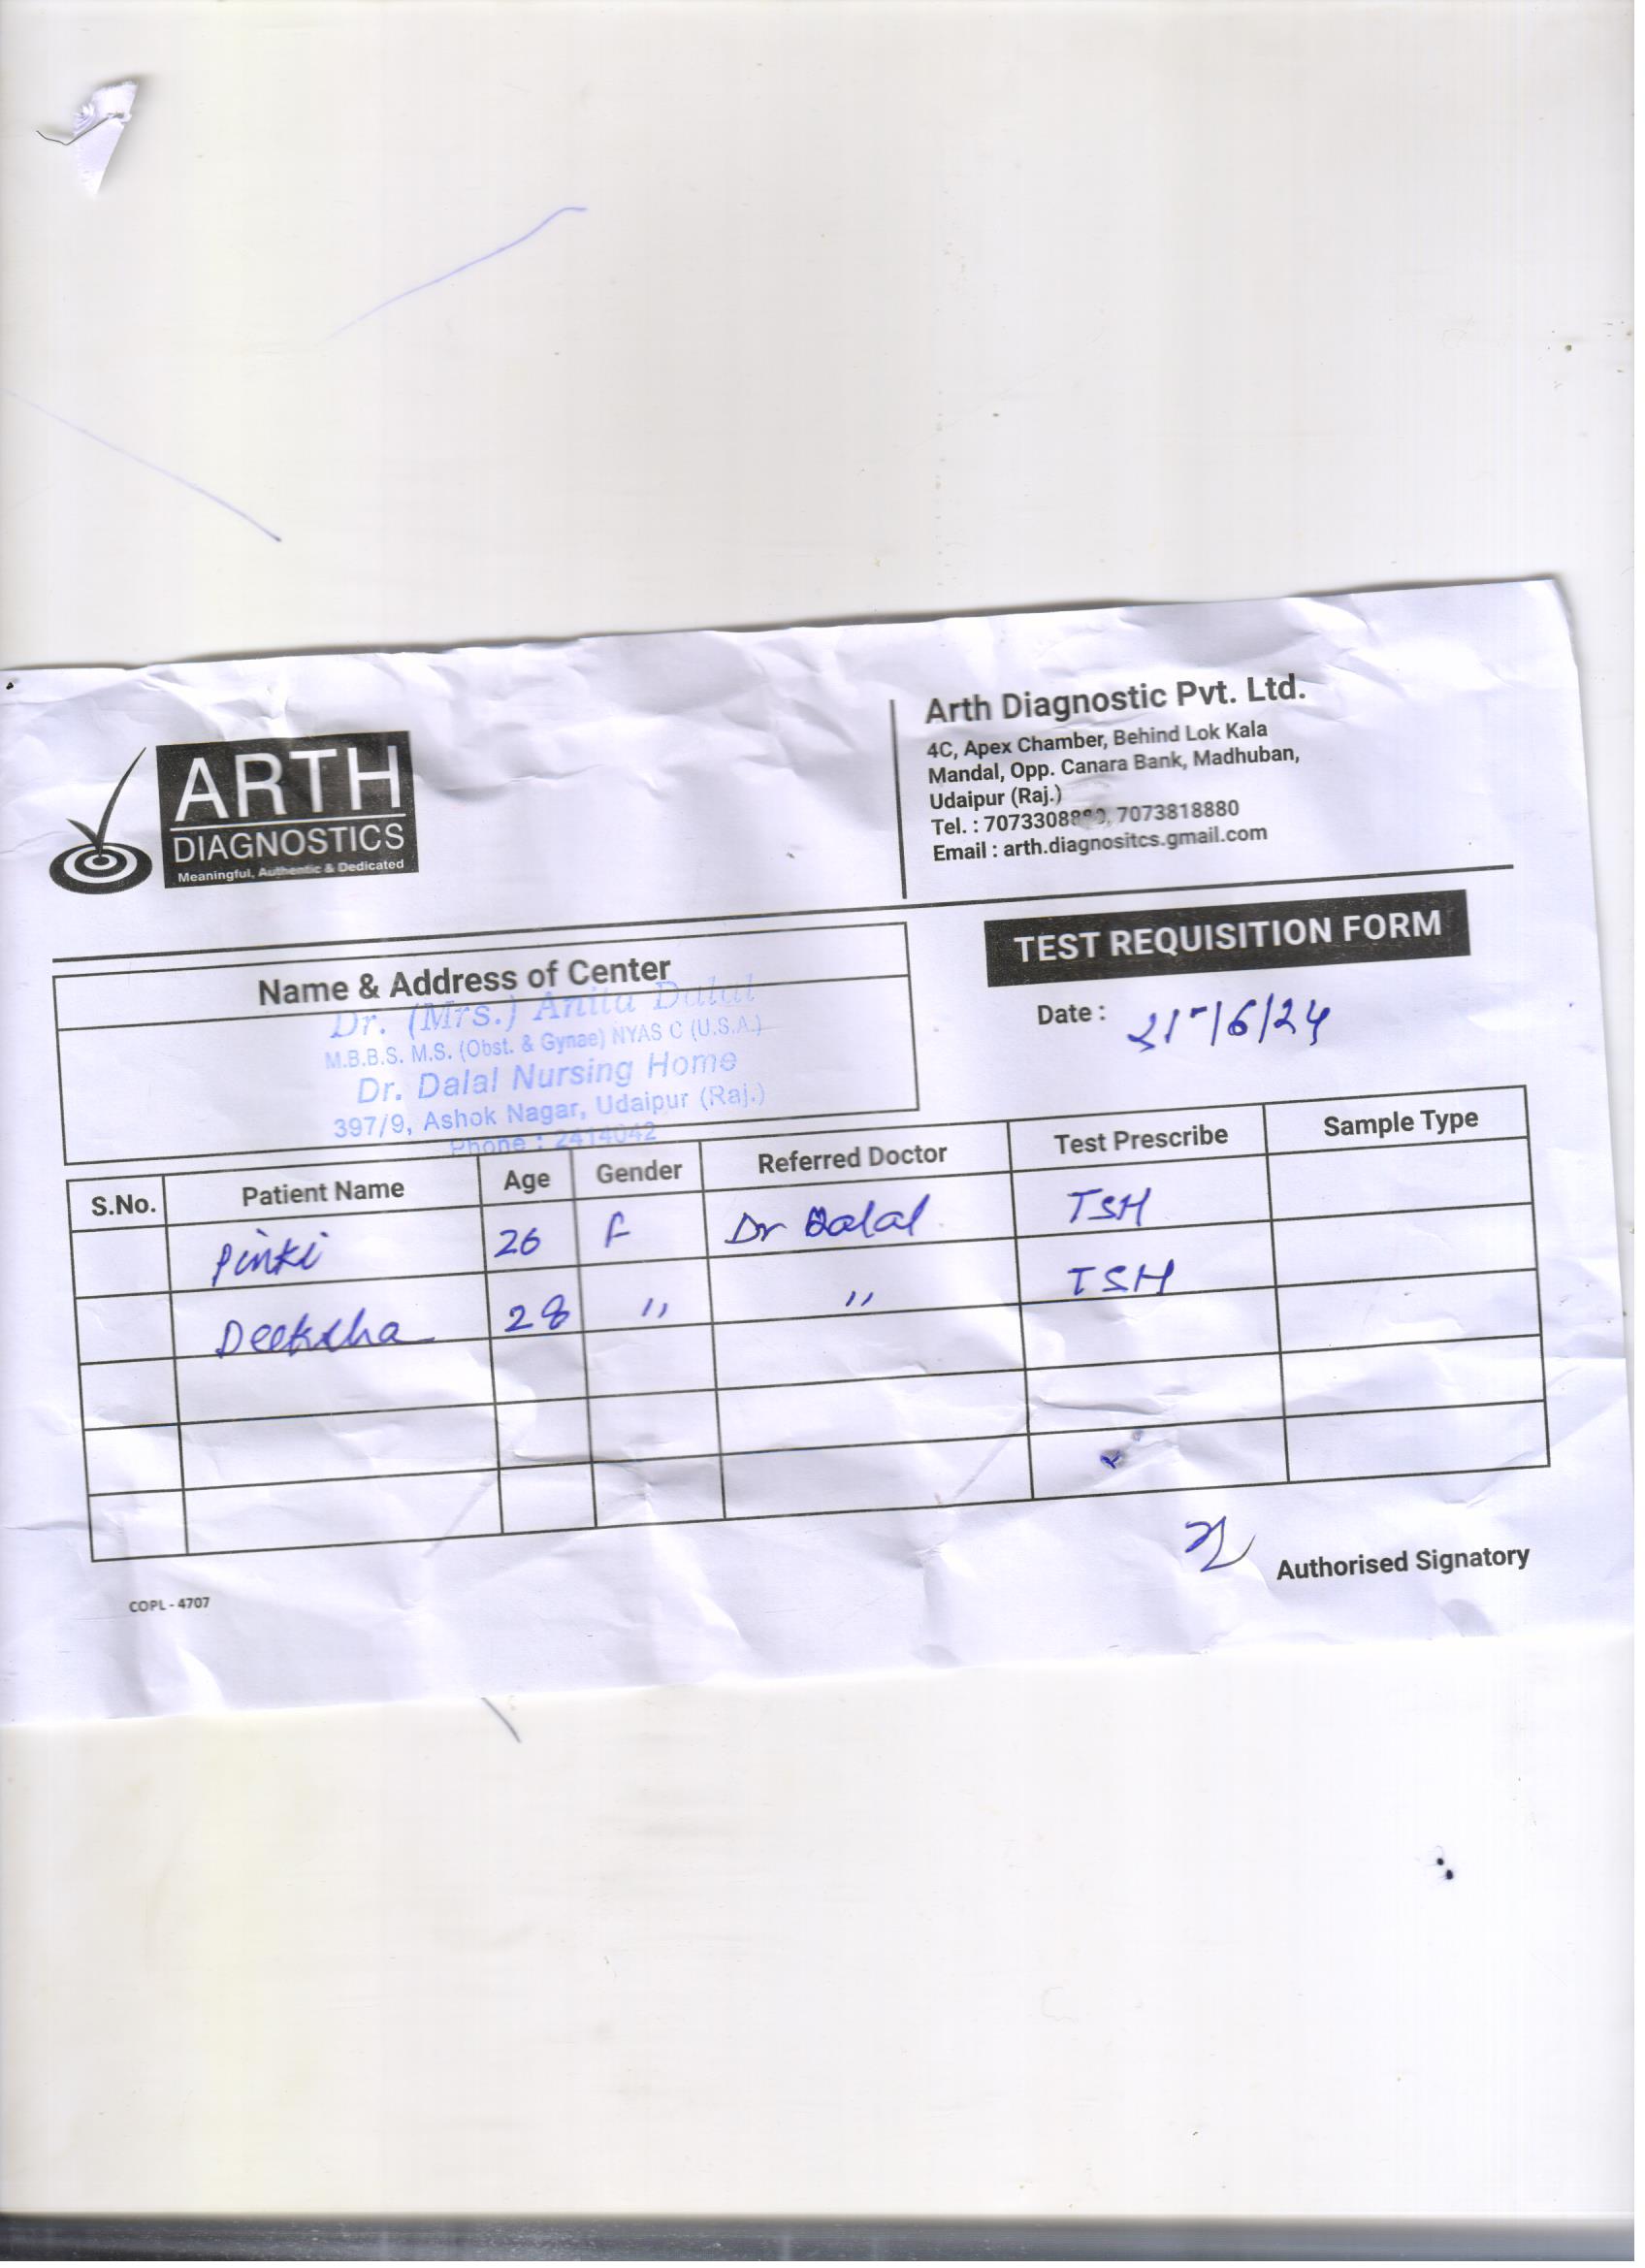 ARTH
DIAGNOSTICS
Meaningful, Authentic & Dedicated
Arth Diagnostic Pvt. Ltd.
4C, Apex Chamber, Behind Lok Kala
Mandal, Opp. Canara Bank, Madhuban,
Udaipur (Raj.)
Tel. : 7073308880, 7073818880
Email : arth.diagnositcs.gmail.com
TEST REQUISITION FORM
Name & Address of Center
Dr. (Mrs.) Anita Dalal
M.B.B.S. M.S. (Obst. & Gynae) NYAS C (U.S.A.)
Dr. Dalal Nursing Home
397/9, Ashok Nagar, Udaipur (Raj.)
Phone : 2414042
Date :
S.No. Patient Name Age Gender Referred Doctor Test Prescribe Sample Type
Pinki 26 F Dr Dalal TSH
Deeksha 28 " " TSH
Authorised Signatory
COPL - 4707